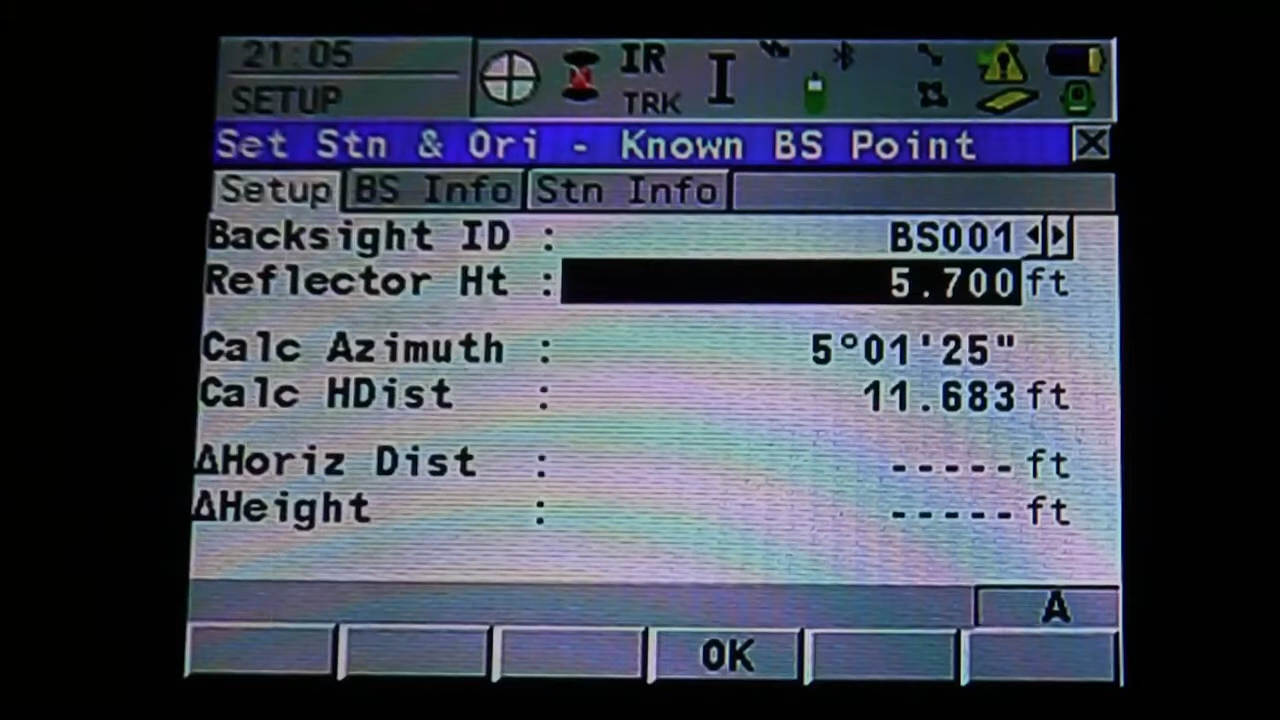 21:05
SETUP
IR
TRK
I
Set Stn & Ori - Known BS Point
Setup BS Info Stn Info
Backsight ID : BS001
Reflector Ht : 5.700 ft
Calc Azimuth : 5°01'25"
Calc HDist : 11.683 ft
ΔHoriz Dist : ----- ft
ΔHeight : ----- ft
A
OK